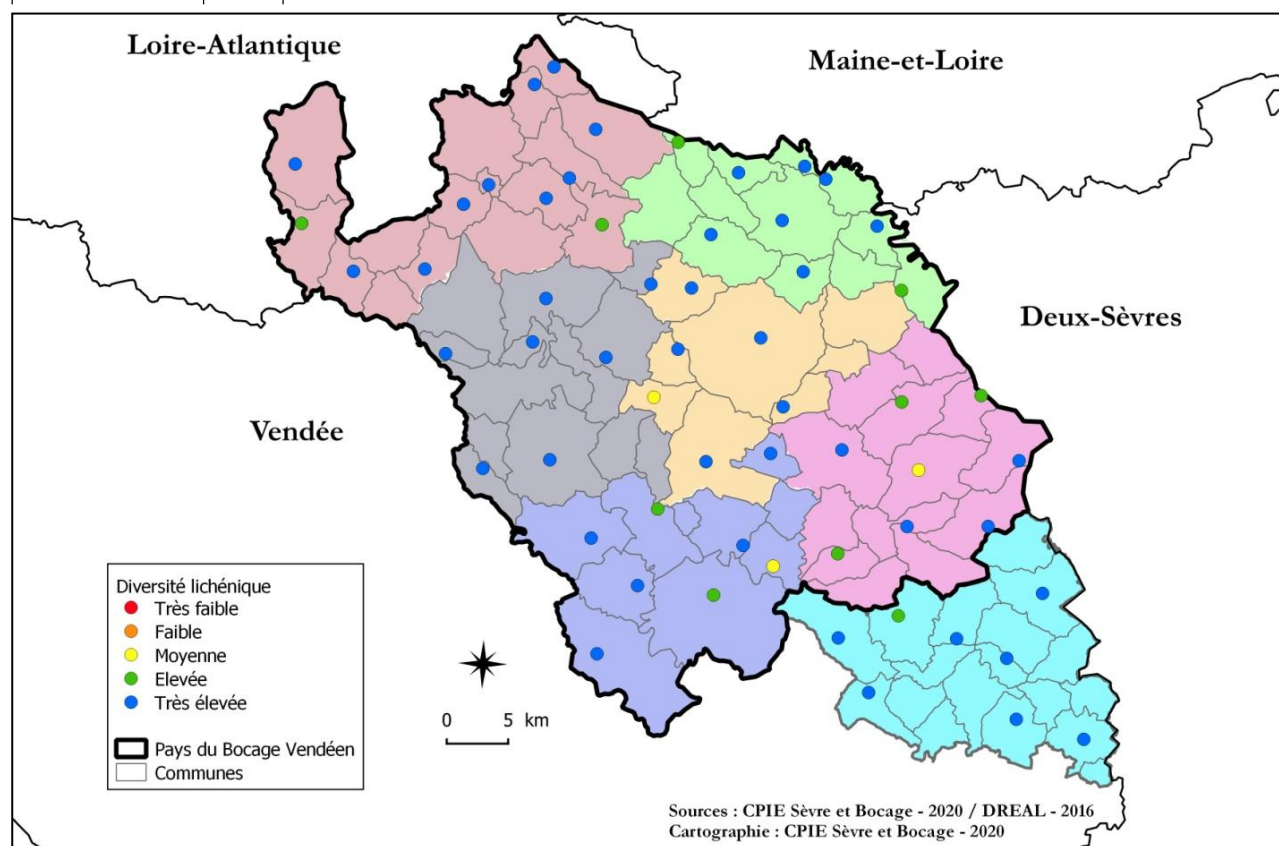 Loire-Atlantique
Maine-et-Loire
Deux-Sèvres
Vendée
Diversité lichénique
Très faible
Faible
Moyenne
Elevée
Très élevée
Pays du Bocage Vendéen
Communes
0 5 km
Sources : CPIE Sèvre et Bocage - 2020 / DREAL - 2016
Cartographie : CPIE Sèvre et Bocage - 2020